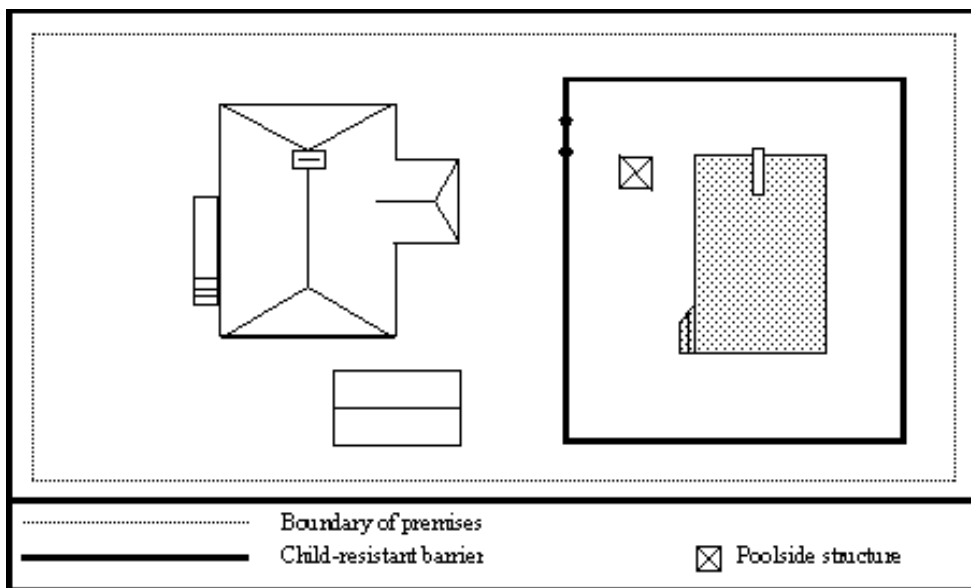 Boundary of premises
Child-resistant barrier
Poolside structure